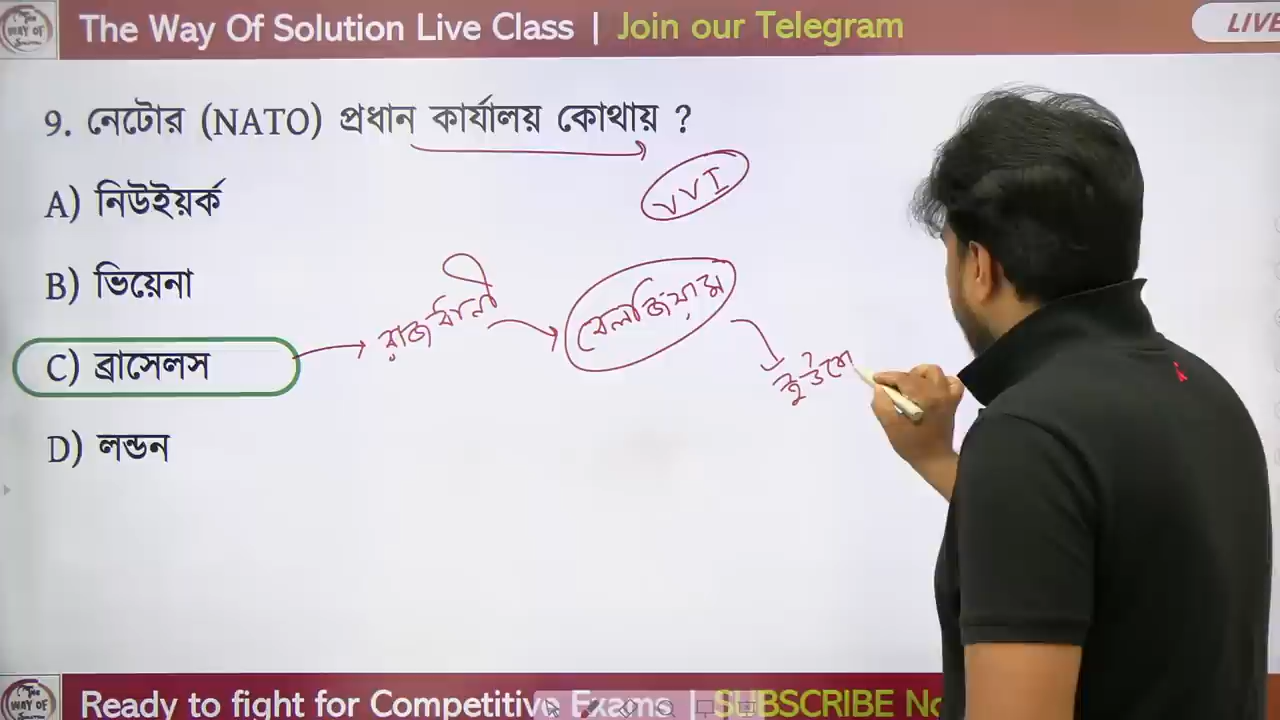 The Way Of Solution Live Class | Join our Telegram
LIVE
9. নেটোর (NATO) প্রধান কার্যালয় কোথায় ?
VVI
A) নিউইয়র্ক
B) ভিয়েনা
C) ব্রাসেলস
রাজধানী
বেলজিয়াম
D) লন্ডন
Ready to fight for Competitive Exams | SUBSCRIBE No